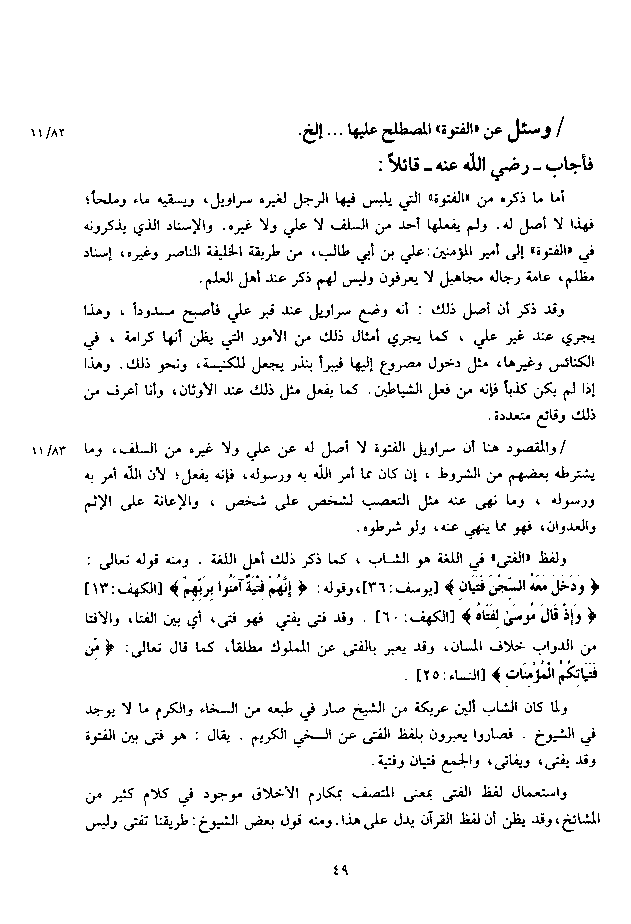 / وسئل عن «الفتوة» المصطلح عليها ... إلخ. ١١/٨٢
فأجاب ـ رضي الله عنه ـ قائلاً :
أما ما ذكره من «الفتوة» التي يلبس فيها الرجل لغيره سراويل، ويسقيه ماء وملحاً؛
فهذا لا أصل له. ولم يفعلها أحد من السلف لا علي ولا غيره. والإسناد الذي يذكرونه
في «الفتوة» إلى أمير المؤمنين: علي بن أبي طالب، من طريقة الخليفة الناصر وغيره، إسناد
مظلم، عامة رجاله مجاهيل لا يعرفون وليس لهم ذكر عند أهل العلم.
وقد ذكر أن أصل ذلك : أنه وضع سراويل عند قبر علي فأصبح مسدوداً ، وهذا
يجري عند غير علي ، كما يجري أمثال ذلك من الأمور التي يظن أنها كرامة ، في
الكنائس وغيرها، مثل دخول مصروع إليها فيبرأ بنذر يجعل للكنيسة، ونحو ذلك. وهذا
إذا لم يكن كذباً فإنه من فعل الشياطين. كما يفعل مثل ذلك عند الأوثان، وأنا أعرف من
ذلك وقائع متعددة.
/ والمقصود هنا أن سراويل الفتوة لا أصل له عن علي ولا غيره من السلف، وما ١١/٨٣
يشترطه بعضهم من الشروط ، إن كان مما أمر الله به ورسوله، فإنه يفعل؛ لأن الله أمر به
ورسوله ، وما نهى عنه مثل التعصب لشخص على شخص ، والإعانة على الإثم
والعدوان، فهو مما ينهى عنه، ولو شرطوه.
ولفظ «الفتى» في اللغة هو الشاب ، كما ذكر ذلك أهل اللغة . ومنه قوله تعالى :
﴿ وَدَخَلَ مَعَهُ السِّجْنَ فَتَيَانِ ﴾ [يوسف: ٣٦]، وقوله: ﴿ إِنَّهُمْ فِتْيَةٌ آمَنُوا بِرَبِّهِمْ ﴾ [الكهف: ١٣]
﴿ وَإِذْ قَالَ مُوسَىٰ لِفَتَاهُ ﴾ [الكهف: ٦٠] . وقد فتي يفتي فهو فتى، أي بين الفتا، والأفتا
من الدواب خلاف المسان، وقد يعبر بالفتى عن المملوك مطلقاً، كما قال تعالى: ﴿ مِّن
فَتَيَاتِكُمُ الْمُؤْمِنَاتِ ﴾ [النساء: ٢٥] .
ولما كان الشاب ألين عريكة من الشيخ صار في طبعه من السخاء والكرم ما لا يوجد
في الشيوخ . فصاروا يعبرون بلفظ الفتى عن السخي الكريم . يقال : هو فتى بين الفتوة
وقد يفتى، ويفاتى، والجمع فتيان وفتية.
واستعمال لفظ الفتى بمعنى المتصف بمكارم الأخلاق موجود في كلام كثير من
المشائخ، وقد يظن أن لفظ القرآن يدل على هذا. ومنه قول بعض الشيوخ: طريقنا تفتى وليس
٤٩